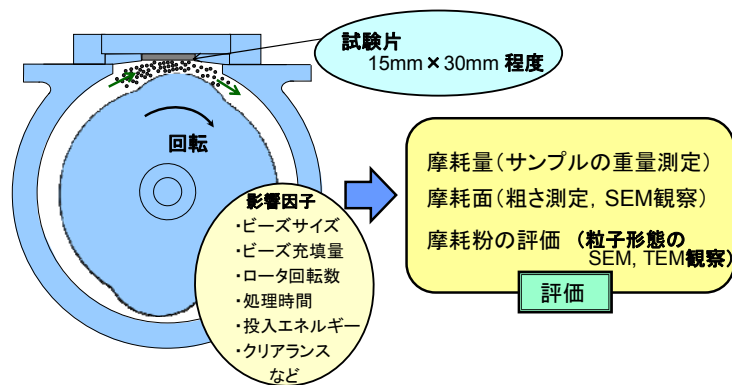 試験片
15mm×30mm 程度
回転
影響因子
・ビーズサイズ
・ビーズ充填量
・ロータ回転数
・処理時間
・投入エネルギー
・クリアランス
など
摩耗量(サンプルの重量測定)
摩耗面(粗さ測定, SEM観察)
摩耗粉の評価 (粒子形態の
SEM, TEM観察)
評価